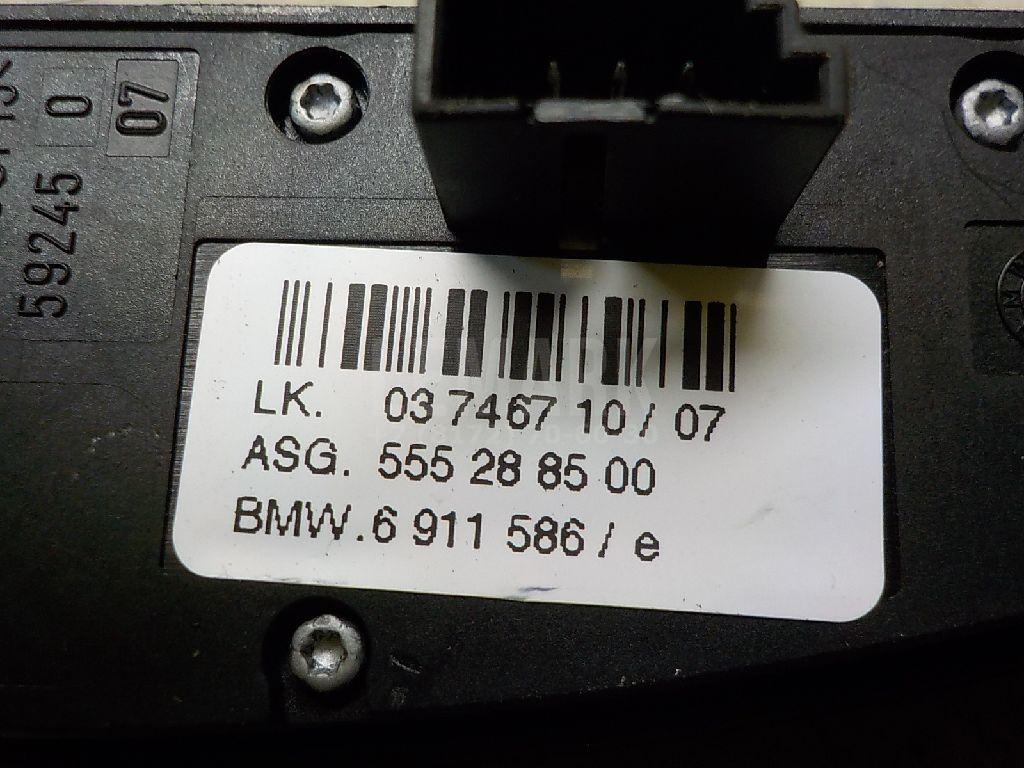 LK. 03 7467 10 / 07
ASG. 555 28 85 00
BMW. 6 911 586 / e
59245 0 07